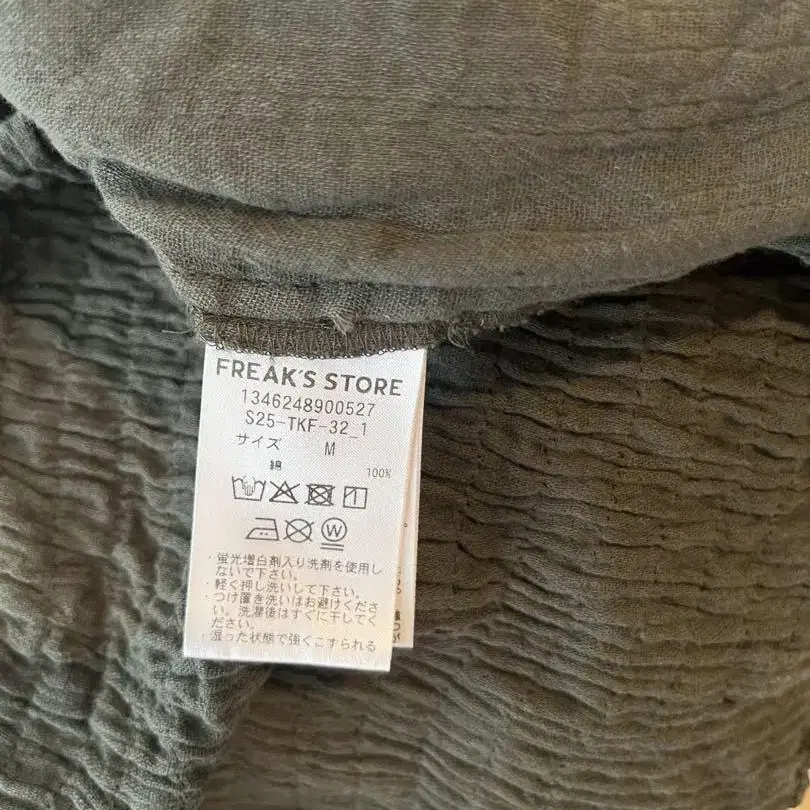 FREAK'S STORE
1346248900527
S25-TKF-32_1
サイズ M
綿 100%
W
・蛍光増白剤入り洗剤を使用し
ないで下さい。
・軽く押し洗いして下さい。
・つけ置き洗いはお避けくださ
い。洗濯後はすぐに干してく
ださい。
・湿った状態で強くこすられる